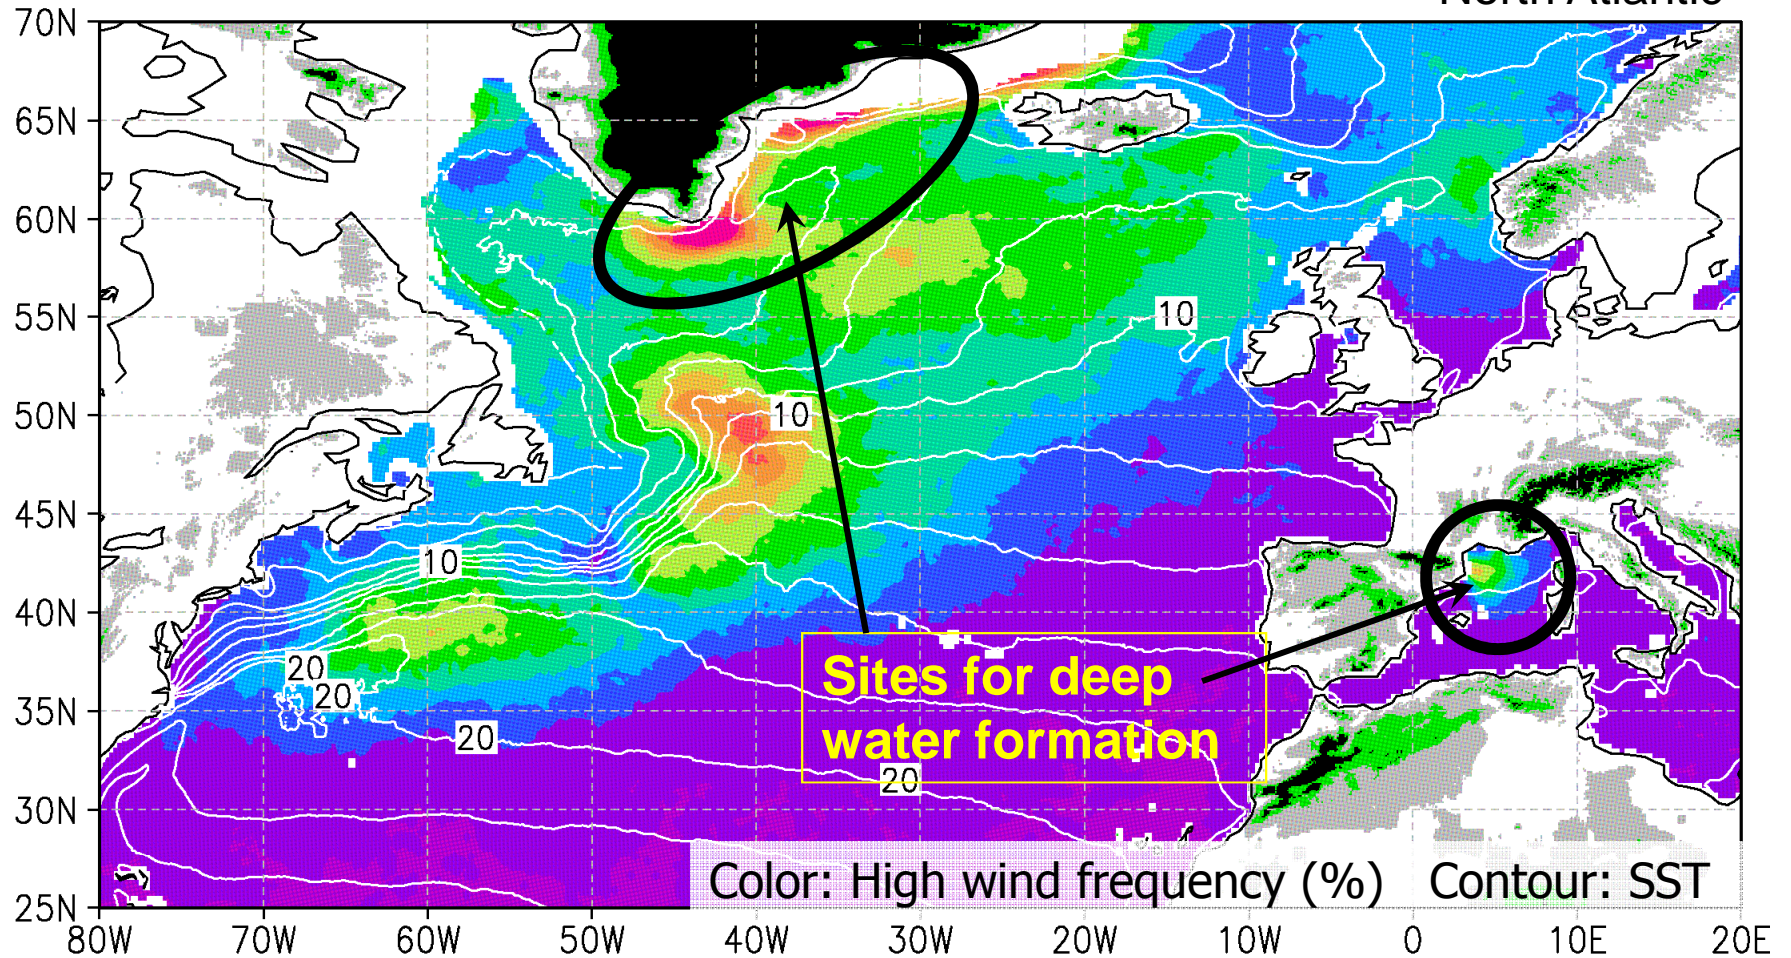 North Atlantic
70N
65N
60N
55N
10
10
50N
45N
10
40N
20
20
35N
20
Sites for deep
water formation
20
30N
Color: High wind frequency (%) Contour: SST
25N
80W 70W 60W 50W 40W 30W 20W 10W 0 10E 20E